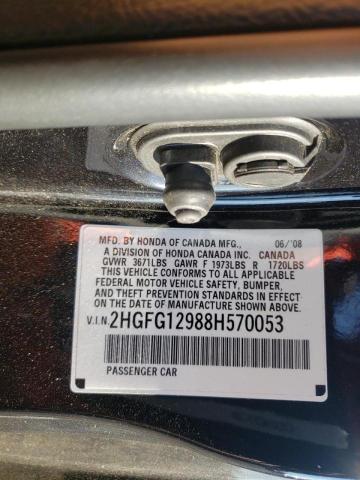 MFD. BY HONDA OF CANADA MFG., 06/'08
A DIVISION OF HONDA CANADA INC. CANADA
GVWR 3671LBS GAWR F 1973LBS R 1720LBS
THIS VEHICLE CONFORMS TO ALL APPLICABLE
FEDERAL MOTOR VEHICLE SAFETY, BUMPER,
AND THEFT PREVENTION STANDARDS IN EFFECT
ON THE DATE OF MANUFACTURE SHOWN ABOVE.
V.I.N. 2HGFG12988H570053
PASSENGER CAR